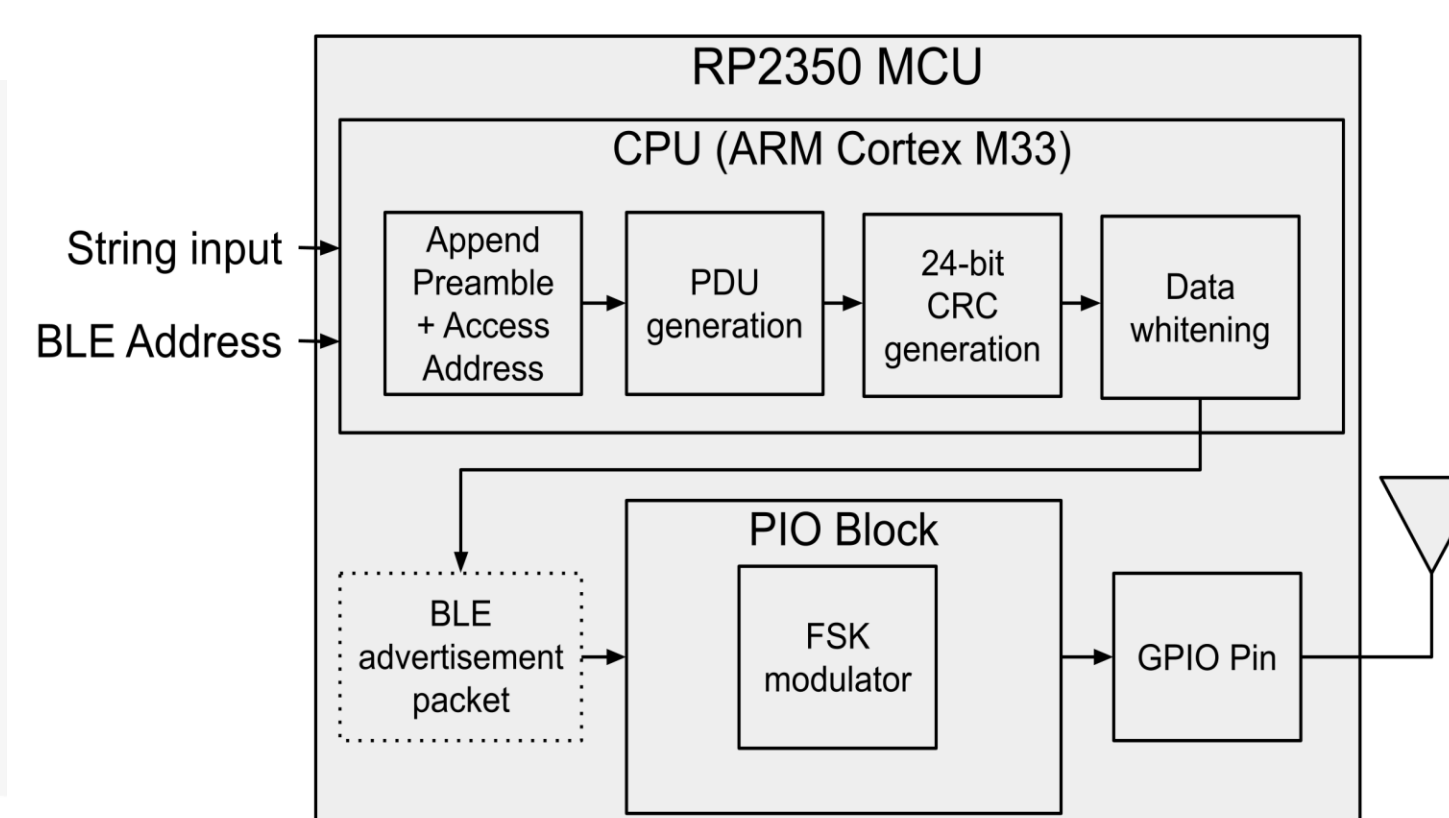 RP2350 MCU
CPU (ARM Cortex M33)
String input
BLE Address
Append
Preamble
+ Access
Address
PDU
generation
24-bit
CRC
generation
Data
whitening
PIO Block
BLE
advertisement
packet
FSK
modulator
GPIO Pin